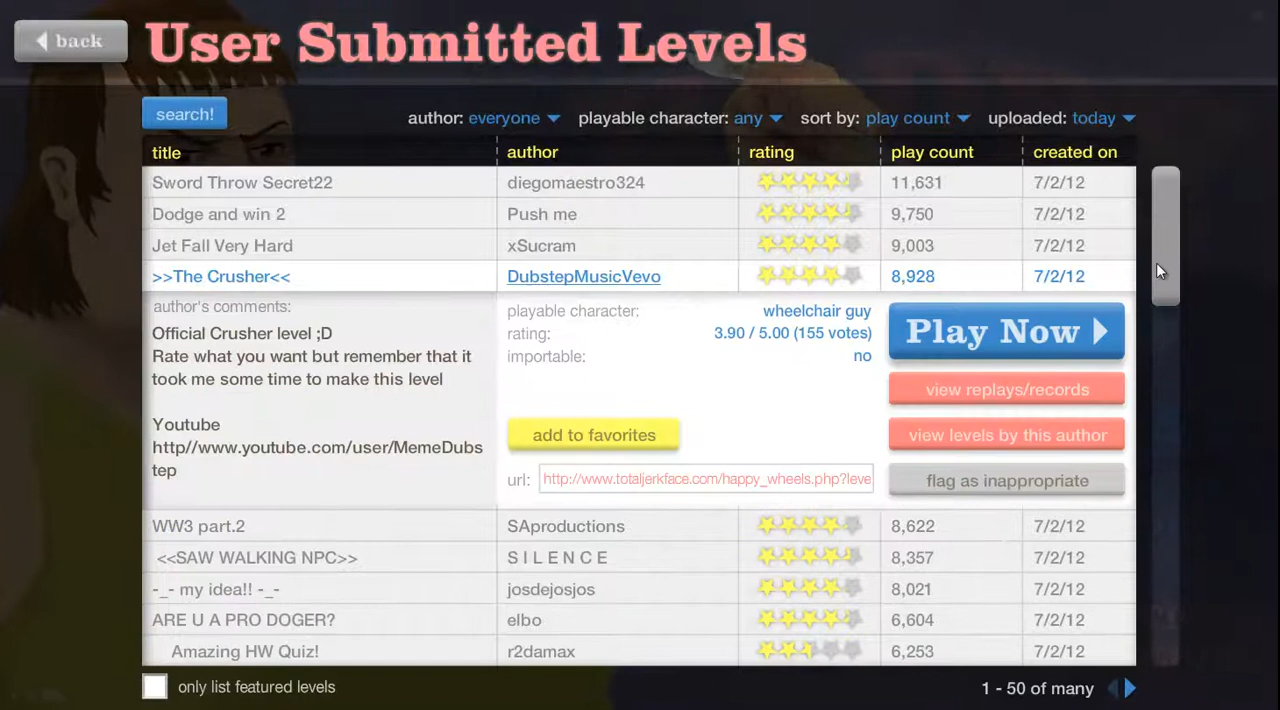 back
User Submitted Levels
search!
author: everyone playable character: any sort by: play count uploaded: today
title author rating play count created on
Sword Throw Secret22 diegomaestro324 11,631 7/2/12
Dodge and win 2 Push me 9,750 7/2/12
Jet Fall Very Hard xSucram 9,003 7/2/12
>>The Crusher<< DubstepMusicVevo 8,928 7/2/12
author's comments:
Official Crusher level ;D
Rate what you want but remember that it
took me some time to make this level
Youtube
http//www.youtube.com/user/MemeDubs
tep
playable character: wheelchair guy
rating: 3.90 / 5.00 (155 votes)
importable: no
add to favorites
url: http://www.totaljerkface.com/happy_wheels.php?leve
Play Now
view replays/records
view levels by this author
flag as inappropriate
WW3 part.2 SAproductions 8,622 7/2/12
<<SAW WALKING NPC>> S I L E N C E 8,357 7/2/12
-_- my idea!! -_- josdejosjos 8,021 7/2/12
ARE U A PRO DOGER? elbo 6,604 7/2/12
Amazing HW Quiz! r2damax 6,253 7/2/12
only list featured levels
1 - 50 of many